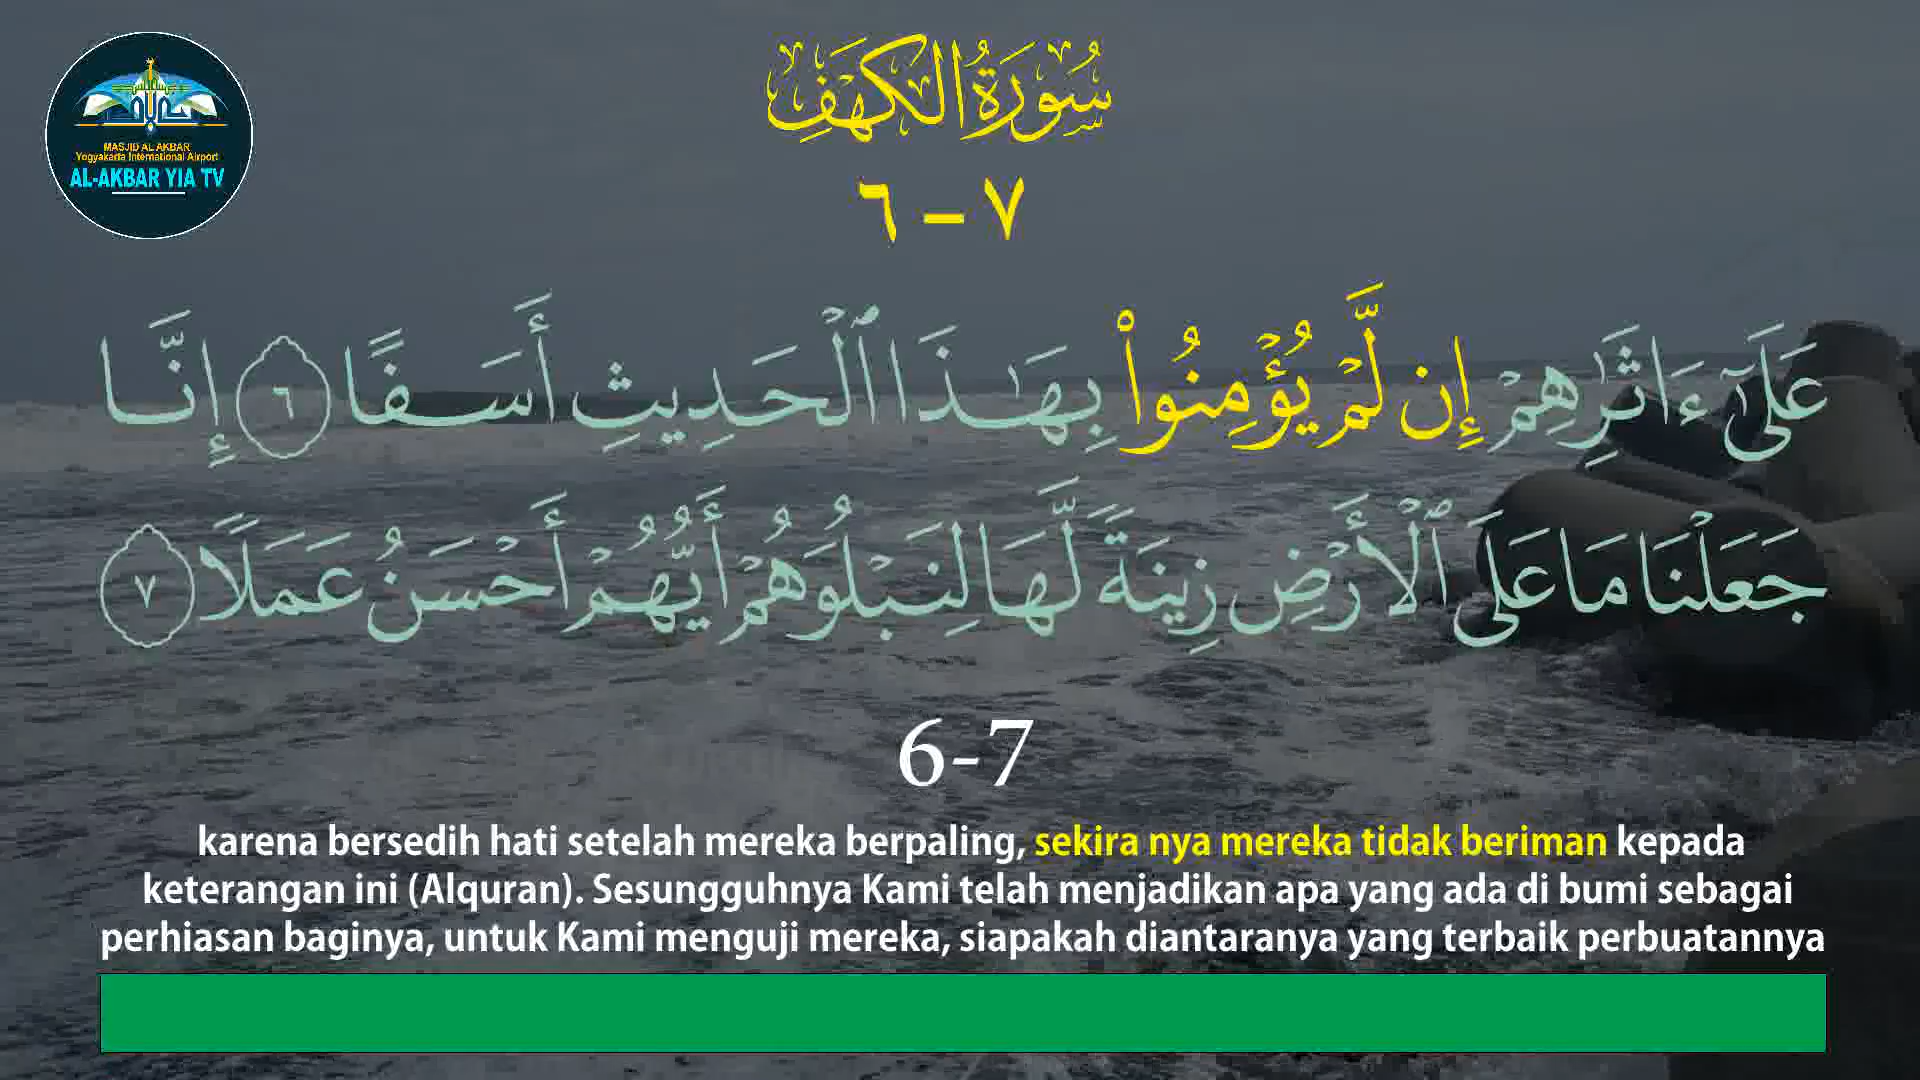 MASJID AL AKBAR
Yogyakarta International Airport
AL-AKBAR YIA TV
سُورَةُ الكَهْفِ
٦ – ٧
عَلَىٰٓ ءَاثَٰرِهِمْ إِن لَّمْ يُؤْمِنُوا۟ بِهَٰذَا ٱلْحَدِيثِ أَسَفًا ٦ إِنَّا
جَعَلْنَا مَا عَلَى ٱلْأَرْضِ زِينَةً لَّهَا لِنَبْلُوَهُمْ أَيُّهُمْ أَحْسَنُ عَمَلًا ٧
6-7
karena bersedih hati setelah mereka berpaling, sekira nya mereka tidak beriman kepada
keterangan ini (Alquran). Sesungguhnya Kami telah menjadikan apa yang ada di bumi sebagai
perhiasan baginya, untuk Kami menguji mereka, siapakah diantaranya yang terbaik perbuatannya